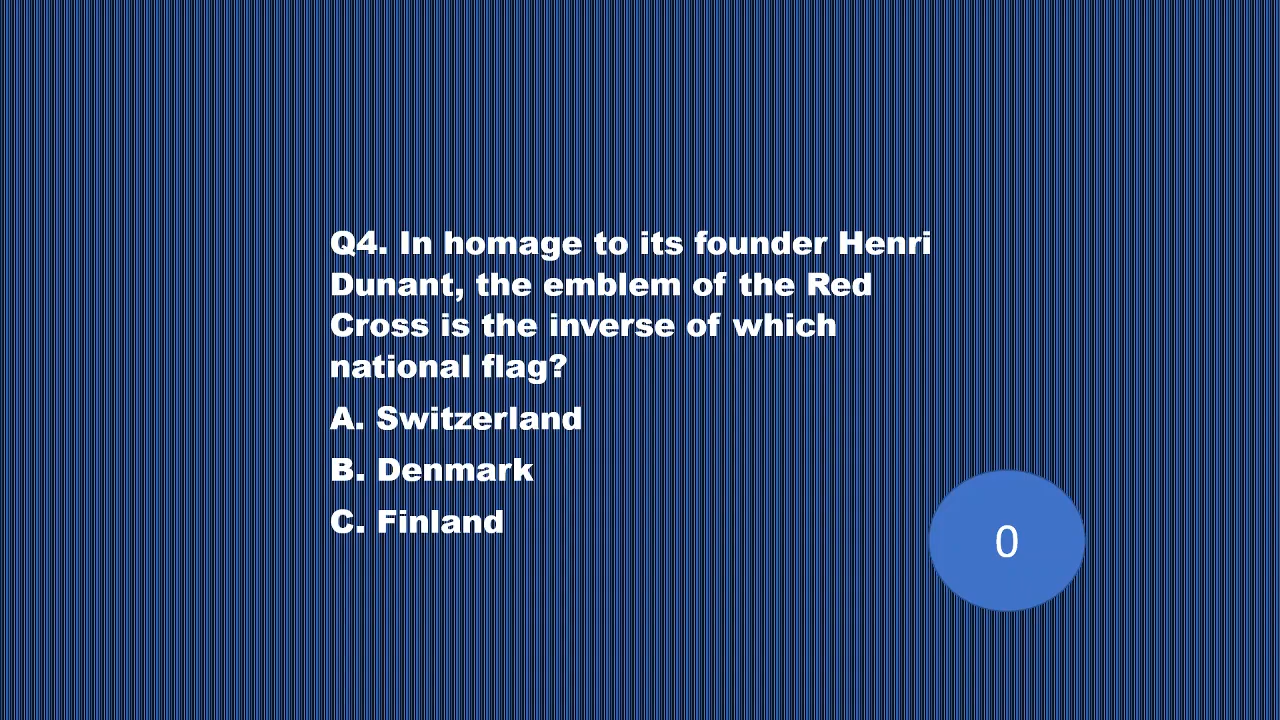 Q4. In homage to its founder Henri
Dunant, the emblem of the Red
Cross is the inverse of which
national flag?
A. Switzerland
B. Denmark
C. Finland
0